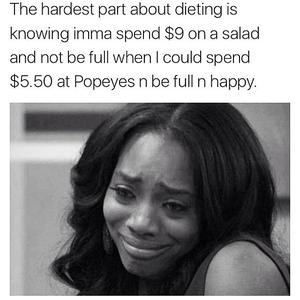 The hardest part about dieting is
knowing imma spend $9 on a salad
and not be full when I could spend
$5.50 at Popeyes n be full n happy.